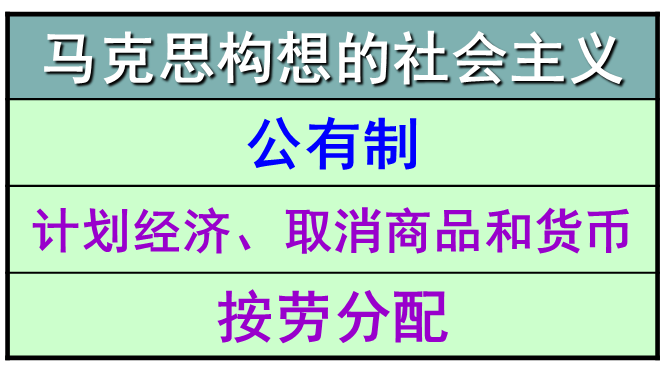 马克思构想的社会主义
公有制
计划经济、取消商品和货币
按劳分配